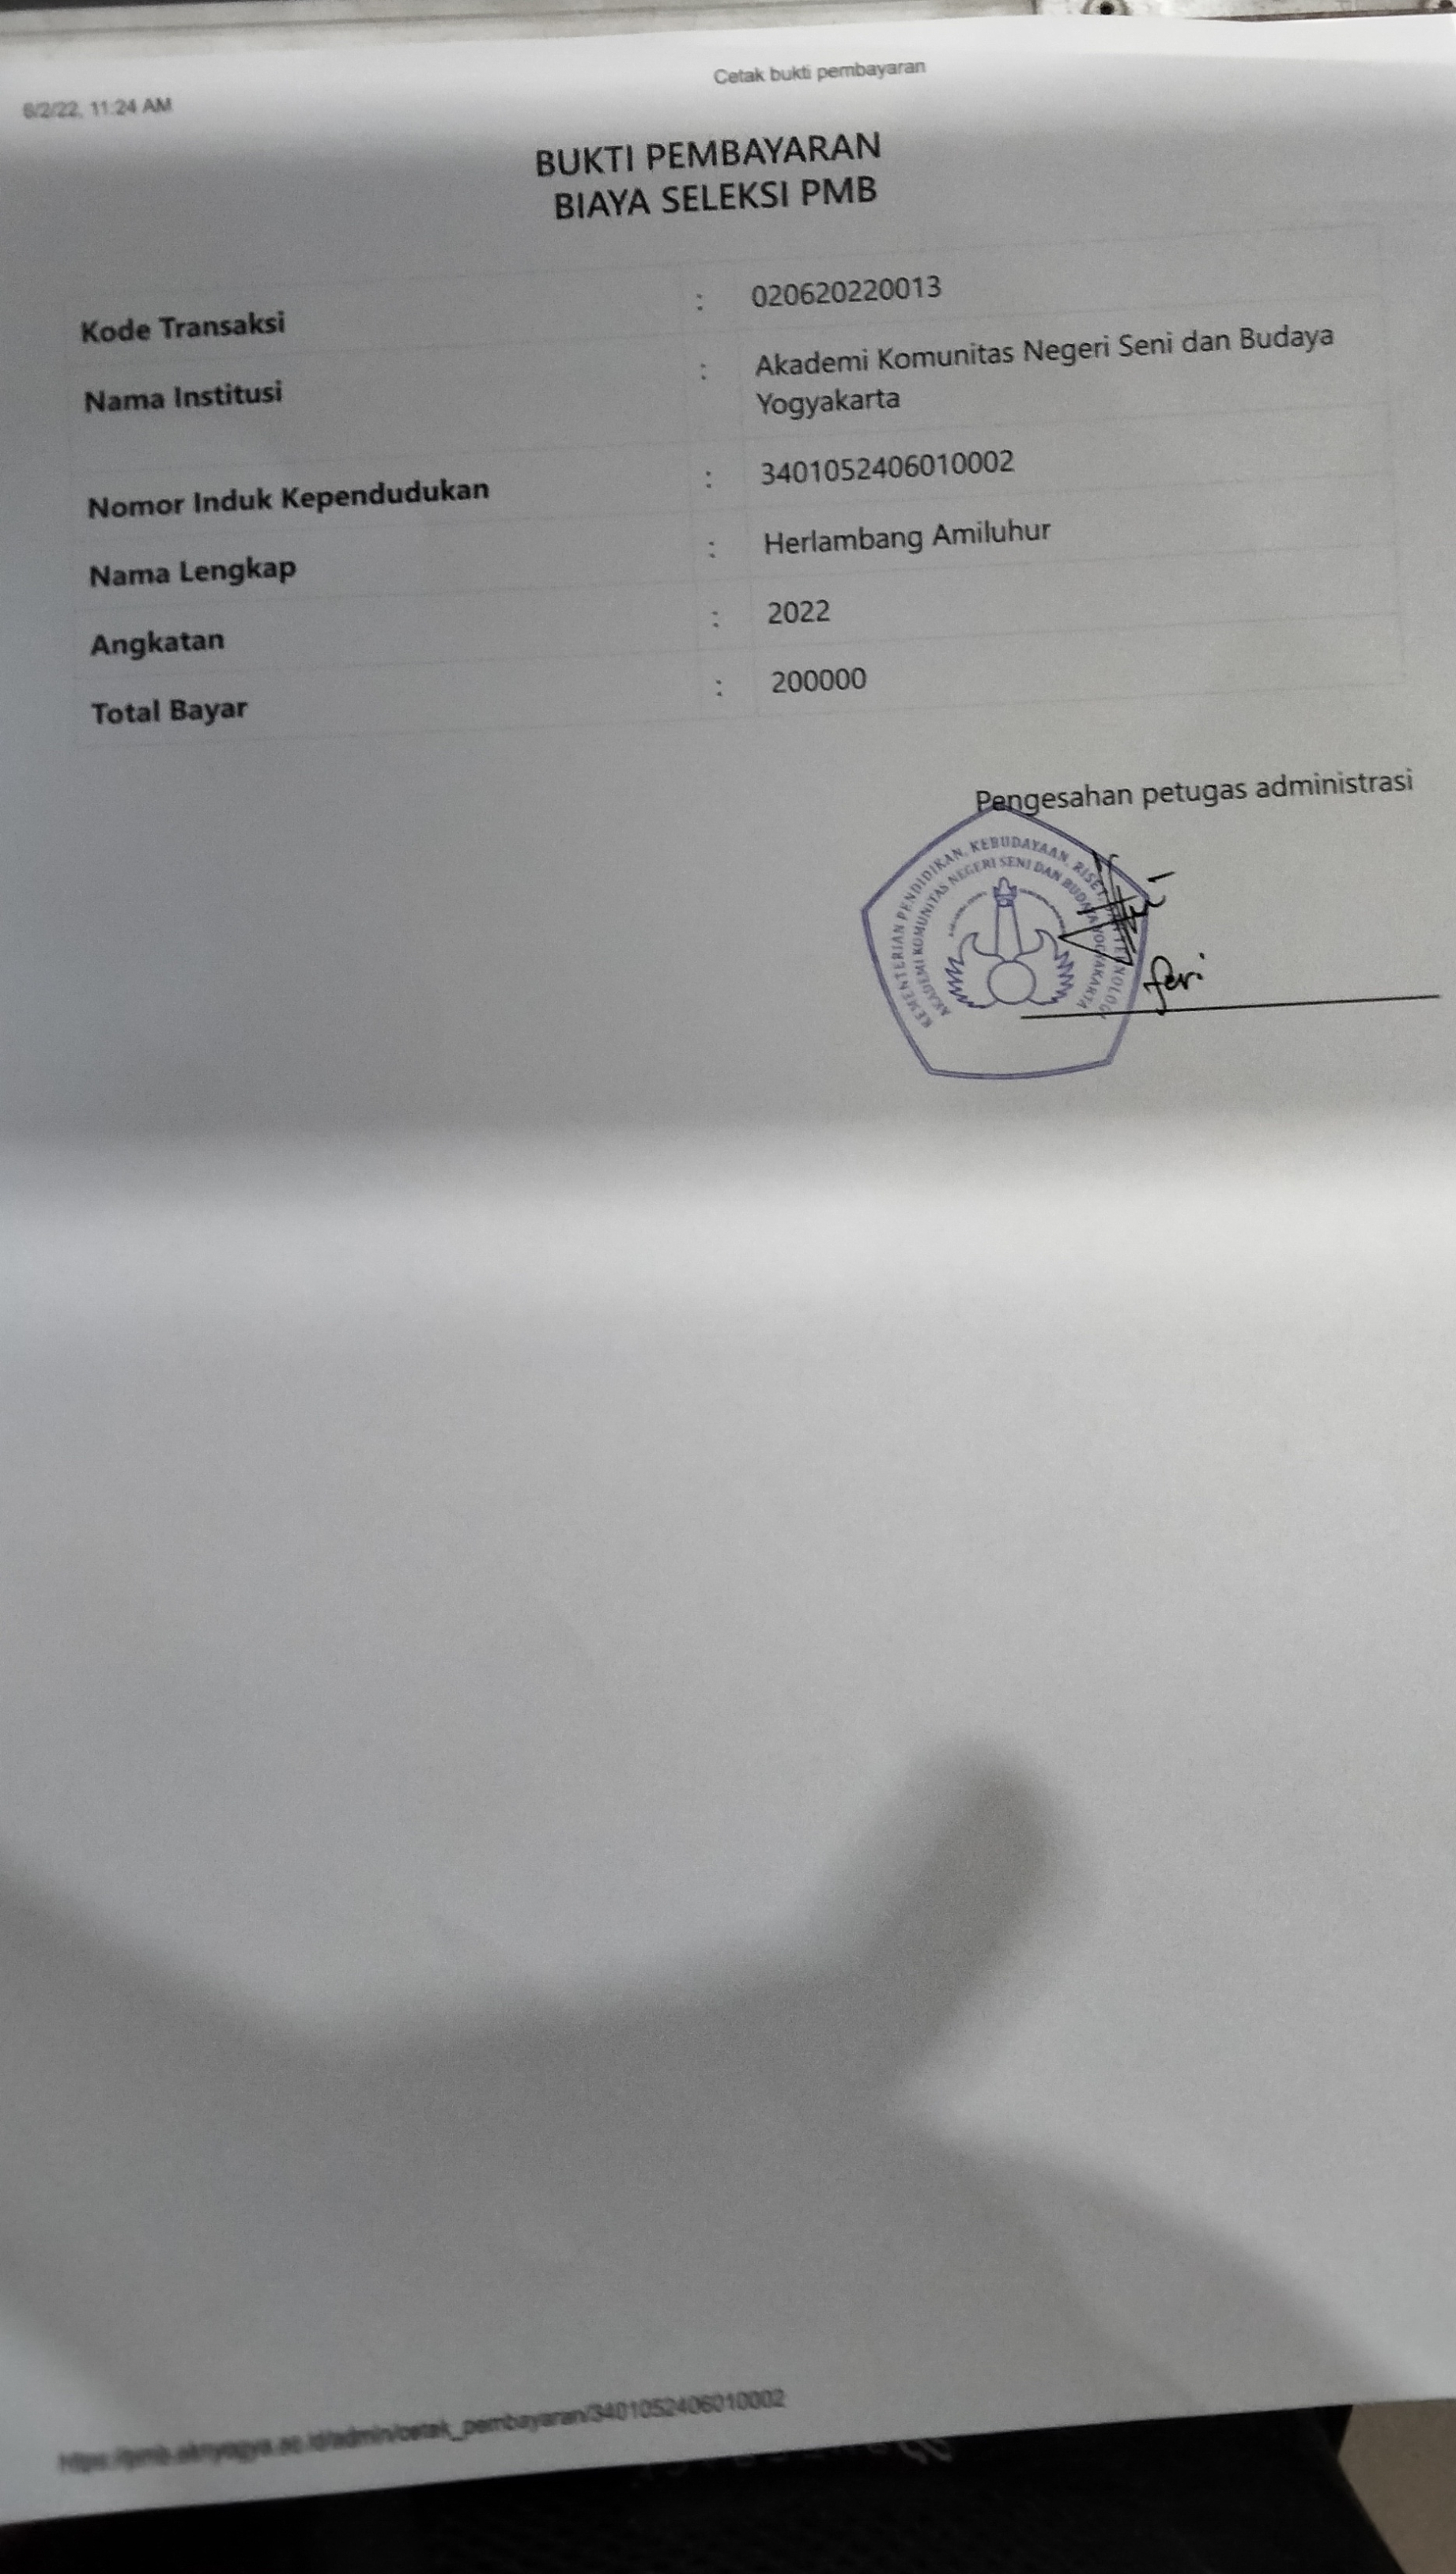 6/2/22, 11:24 AM
Cetak bukti pembayaran
BUKTI PEMBAYARAN
BIAYA SELEKSI PMB
Kode Transaksi : 020620220013
Nama Institusi : Akademi Komunitas Negeri Seni dan Budaya
Yogyakarta
Nomor Induk Kependudukan : 3401052406010002
Nama Lengkap : Herlambang Amiluhur
Angkatan : 2022
Total Bayar : 200000
Pengesahan petugas administrasi
KEMENTERIAN PENDIDIKAN, KEBUDAYAAN, RISET, TEKNOLOGI
AKADEMI KOMUNITAS NEGERI SENI DAN BUDAYA YOGYAKARTA
feri
https://pmb.aknyogya.ac.id/admin/cetak_pembayaran/3401052406010002